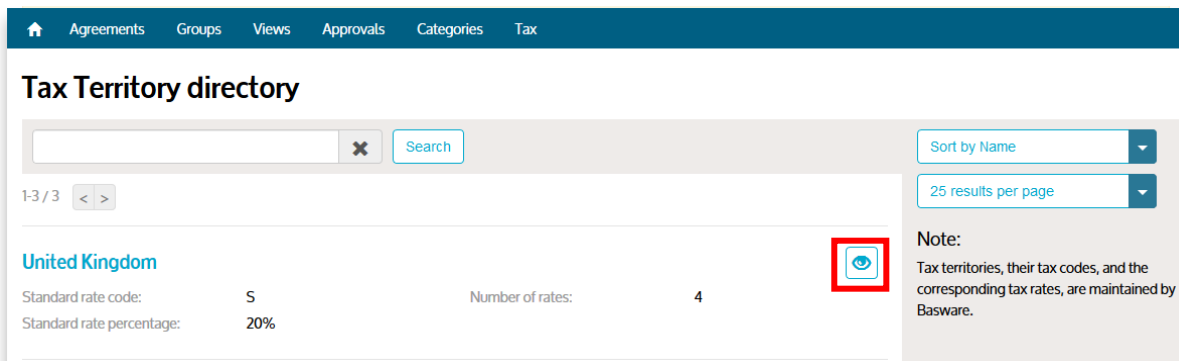 Agreements Groups Views Approvals Categories Tax
Tax Territory directory
Search
Sort by Name
1-3 / 3 < >
25 results per page
United Kingdom
Standard rate code: S Number of rates: 4
Standard rate percentage: 20%
Note:
Tax territories, their tax codes, and the
corresponding tax rates, are maintained by
Basware.